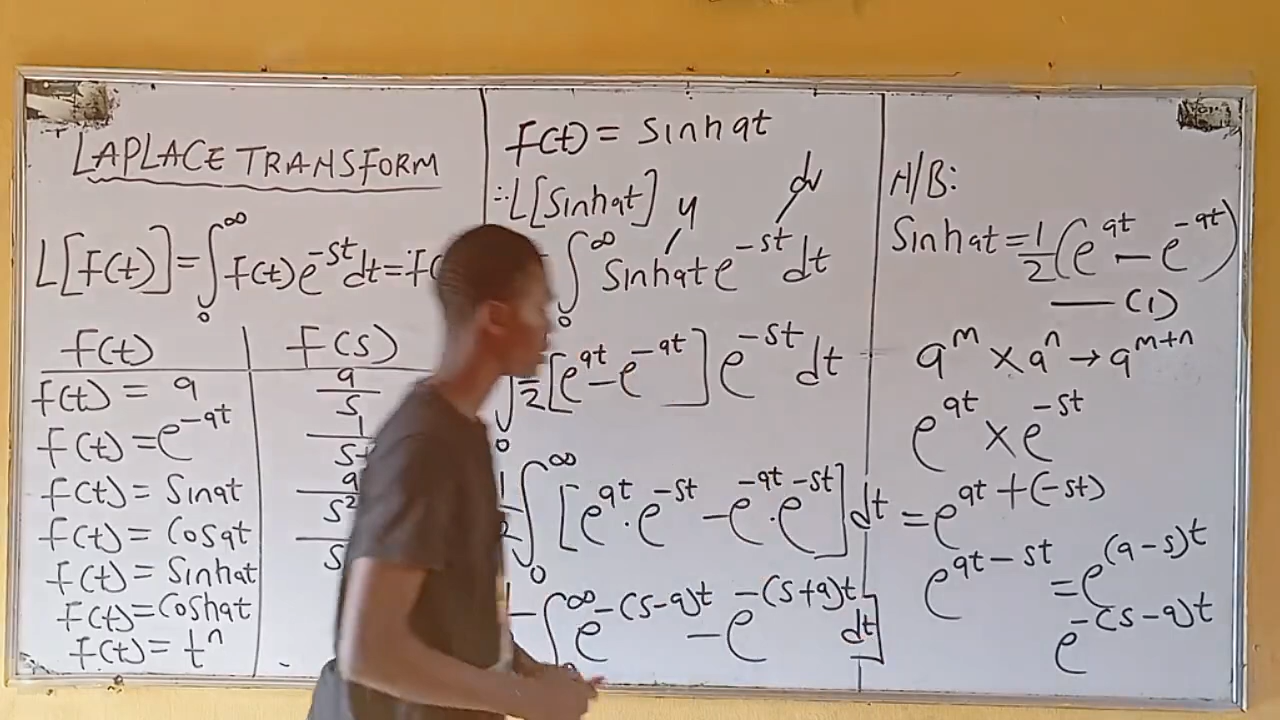 LAPLACE TRANSFORM
L[f(t)] = ∫₀^∞ f(t) e^{-st} dt = f(
f(t) | f(s)
f(t) = a | a/s
f(t) = e^{-at} | 1/s+
f(t) = Sinat | a/s²
f(t) = Cosat | s
f(t) = Sinhat
f(t) = Coshat
f(t) = t^n
f(t) = Sinhat
∴ L[Sinhat] u dv
∫₀^∞ Sinhat e^{-st} dt
∫₀ 1/2 [e^{at} - e^{-at}] e^{-st} dt
1/2 ∫₀^∞ [e^{at} . e^{-st} - e^{-at} . e^{-st}] dt
∫₀^∞ e^{-(s-a)t} - e^{-(s+a)t} dt]
N/B:
Sinhat = 1/2 (e^{at} - e^{-at})
— (1)
a^m × a^n → a^{m+n}
e^{at} × e^{-st}
= e^{at + (-st)}
e^{at - st} = e^{(a-s)t}
e^{-(s-a)t}